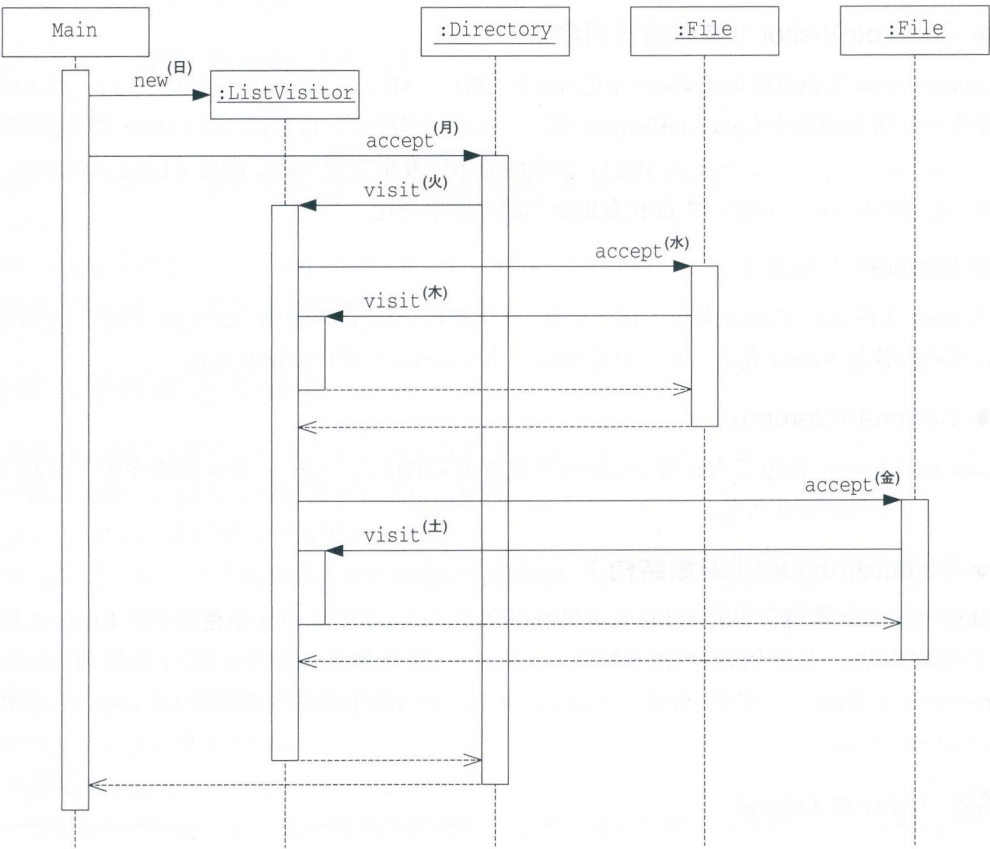 Main
:Directory
:File
:File
new(日)
:ListVisitor
accept(月)
visit(火)
accept(水)
visit(木)
accept(金)
visit(土)